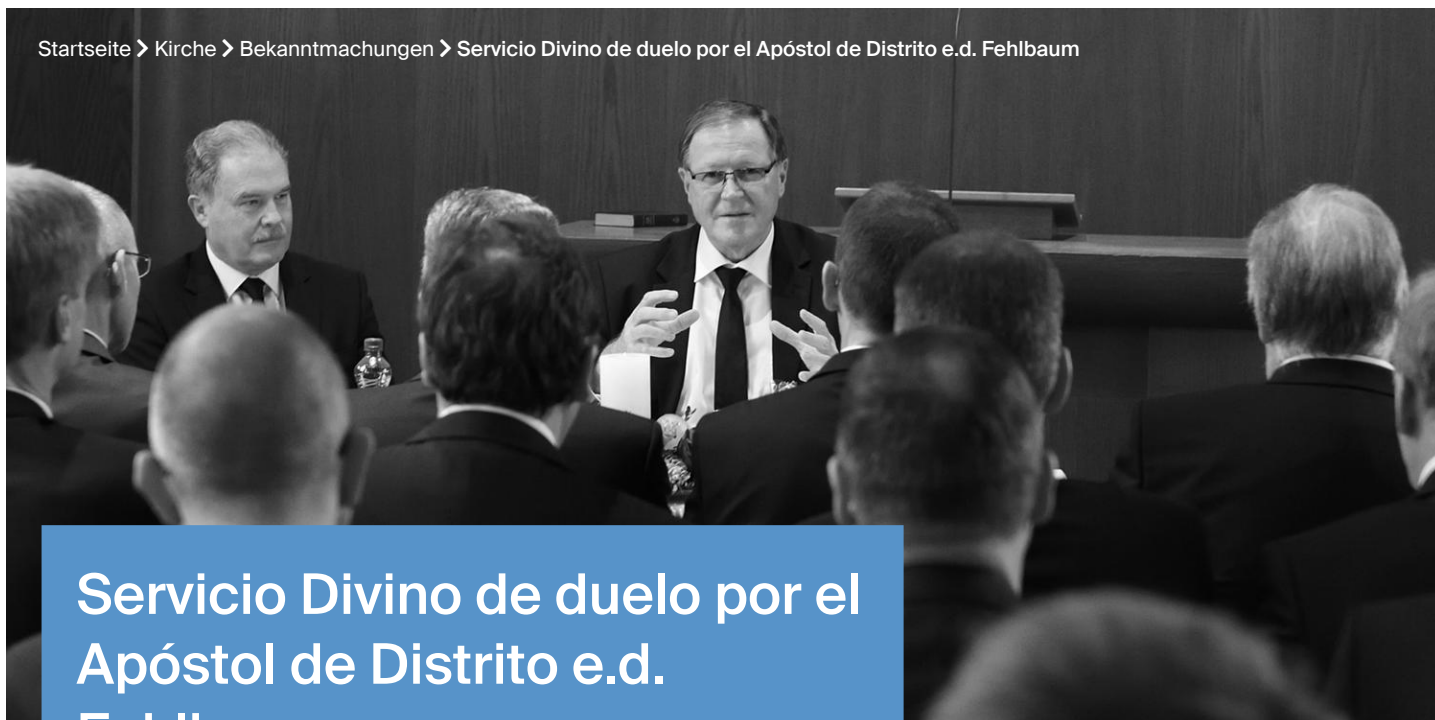 Startseite > Kirche > Bekanntmachungen > Servicio Divino de duelo por el Apóstol de Distrito e.d. Fehlbaum
Servicio Divino de duelo por el
Apóstol de Distrito e.d.